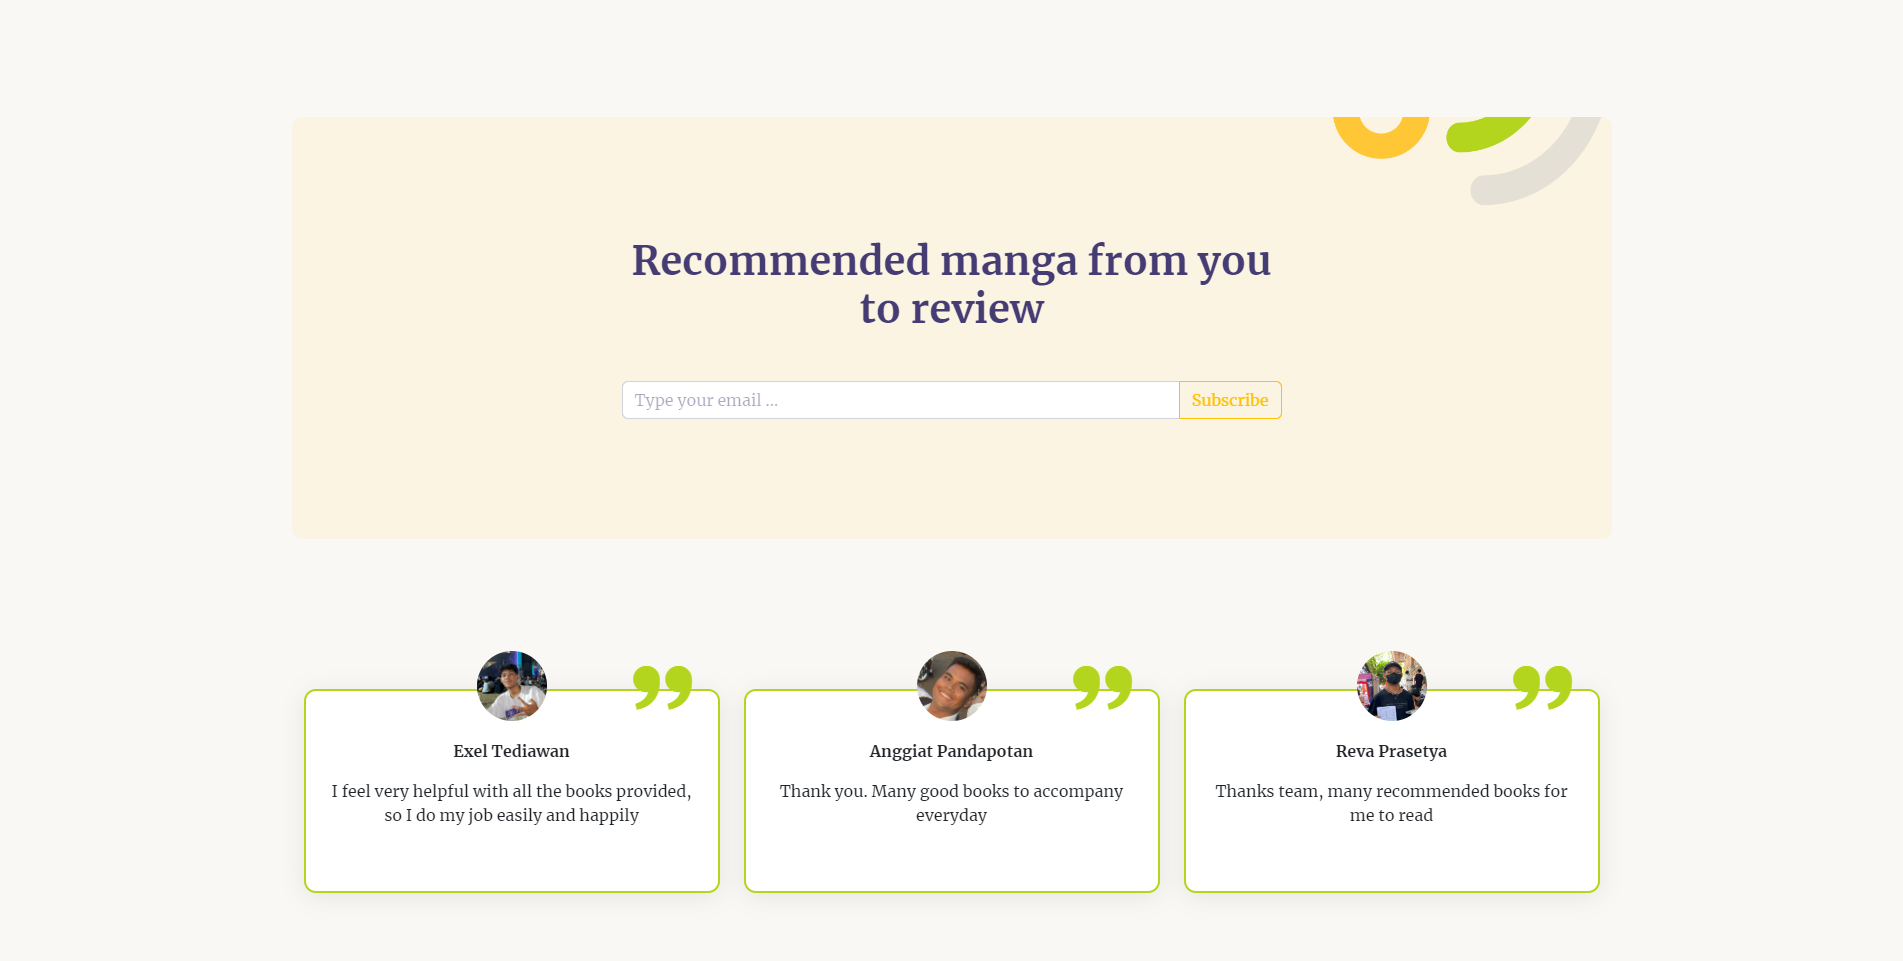 Recommended manga from you
to review
Type your email ...
Subscribe
Exel Tediawan
I feel very helpful with all the books provided,
so I do my job easily and happily
Anggiat Pandapotan
Thank you. Many good books to accompany
everyday
Reva Prasetya
Thanks team, many recommended books for
me to read